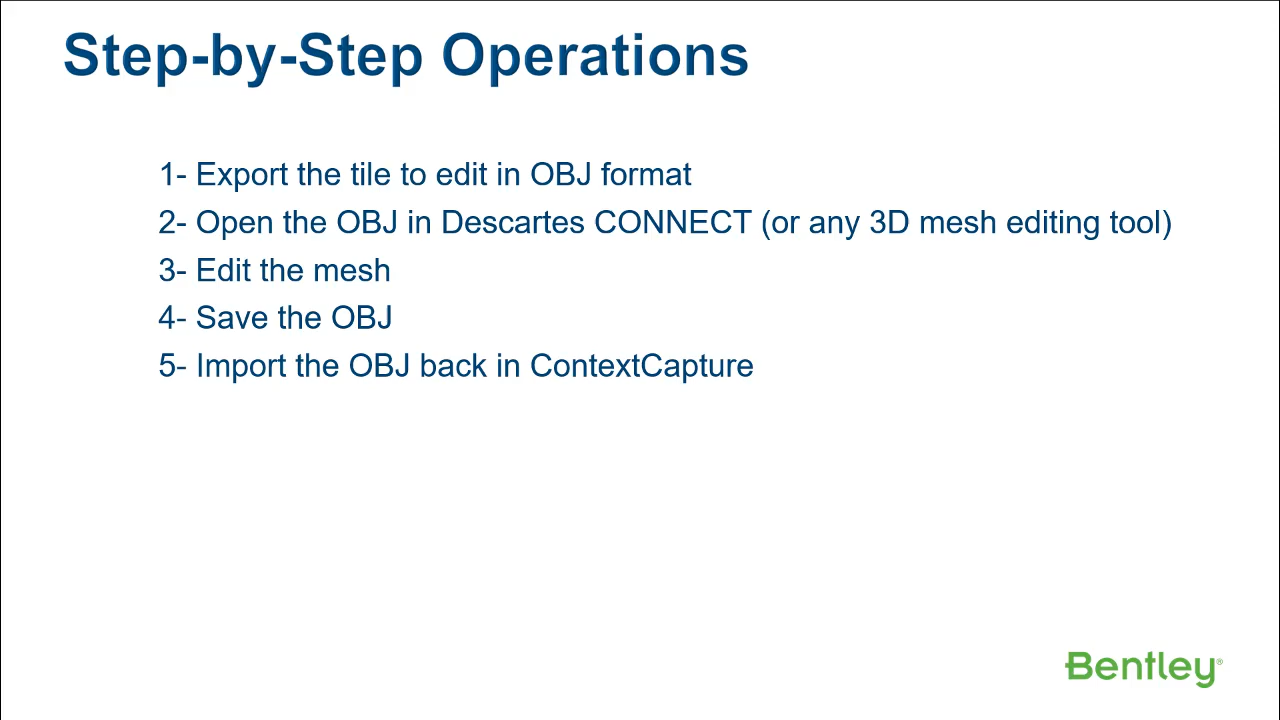 Step-by-Step Operations
1- Export the tile to edit in OBJ format
2- Open the OBJ in Descartes CONNECT (or any 3D mesh editing tool)
3- Edit the mesh
4- Save the OBJ
5- Import the OBJ back in ContextCapture
Bentley®